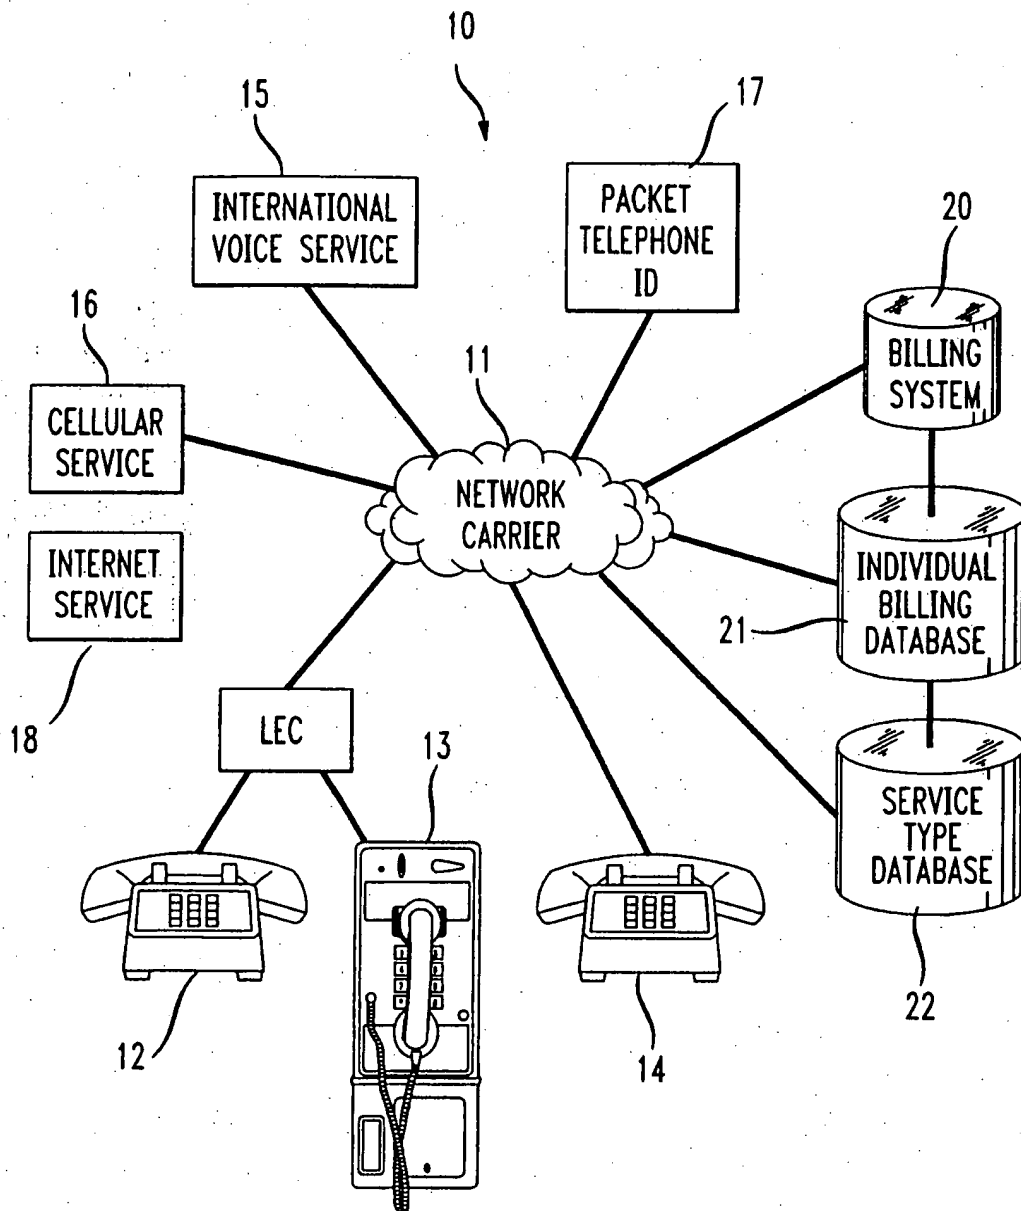 10
15
17
INTERNATIONAL
VOICE SERVICE
PACKET
TELEPHONE
ID
20
16
11
BILLING
SYSTEM
CELLULAR
SERVICE
NETWORK
CARRIER
INTERNET
SERVICE
INDIVIDUAL
BILLING
DATABASE
21
18
LEC
13
SERVICE
TYPE
DATABASE
12
14
22